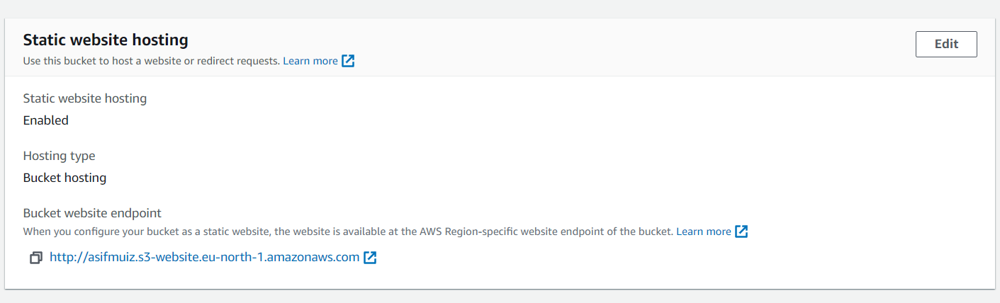 Static website hosting
Edit
Use this bucket to host a website or redirect requests. Learn more
Static website hosting
Enabled
Hosting type
Bucket hosting
Bucket website endpoint
When you configure your bucket as a static website, the website is available at the AWS Region-specific website endpoint of the bucket. Learn more
http://asifmuiz.s3-website.eu-north-1.amazonaws.com